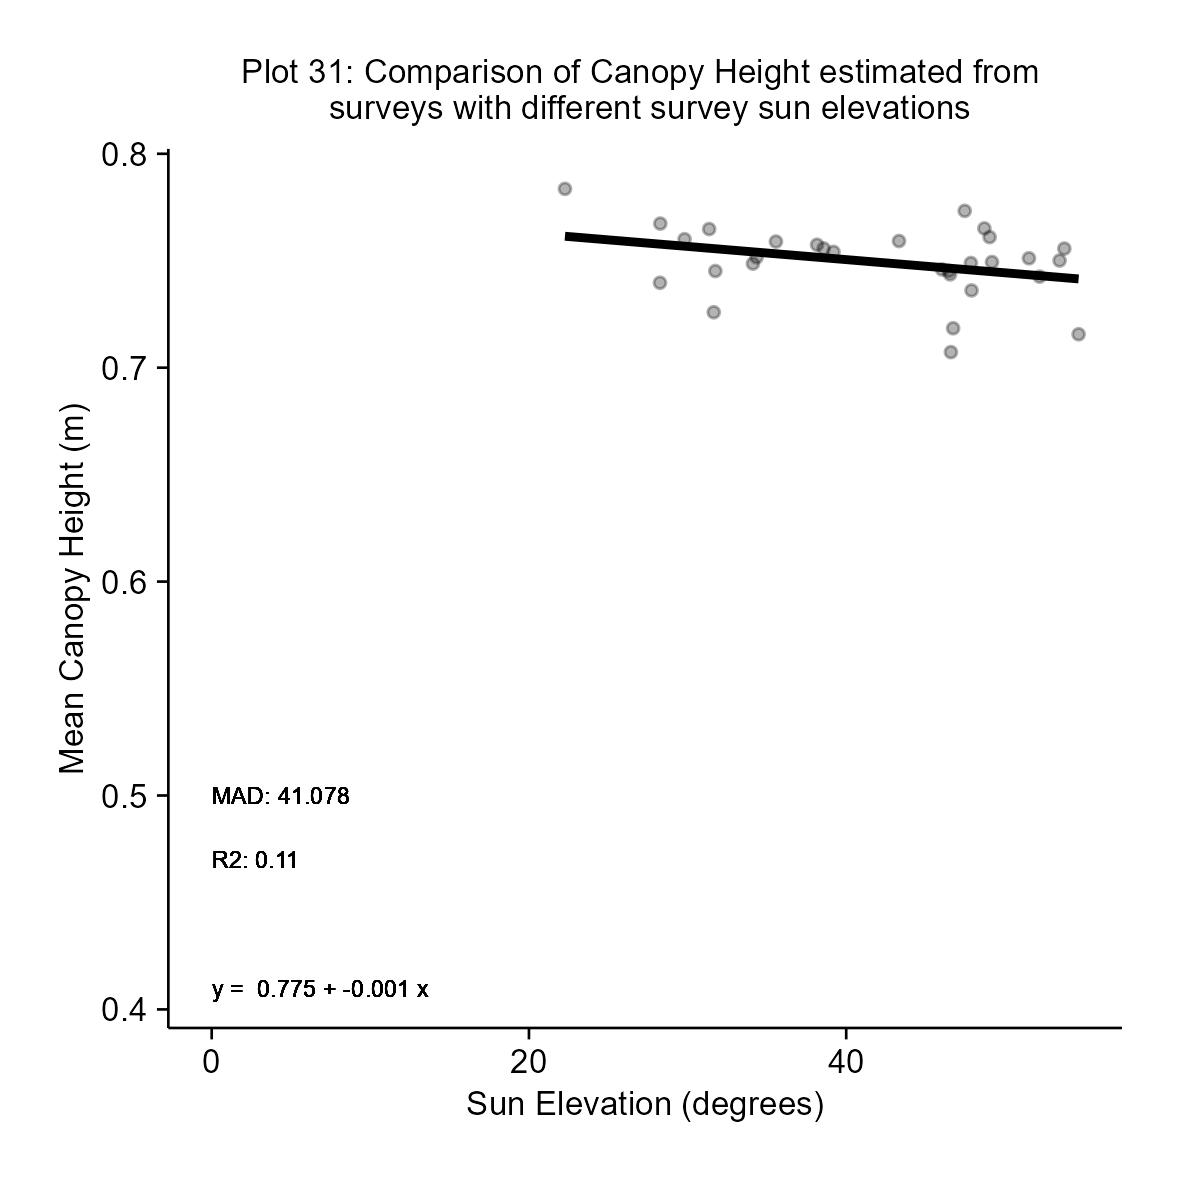 Plot 31: Comparison of Canopy Height estimated from
surveys with different survey sun elevations
0.8
0.7
0.6
0.5
0.4
Mean Canopy Height (m)
MAD: 41.078
R2: 0.11
y =  0.775 + -0.001 x
0
20
40
Sun Elevation (degrees)